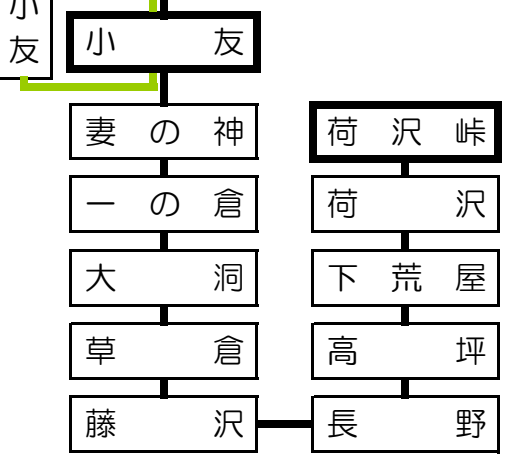 小友
小友
妻の神
一の倉
大洞
草倉
藤沢
荷沢峠
荷沢
下荒屋
高坪
長野